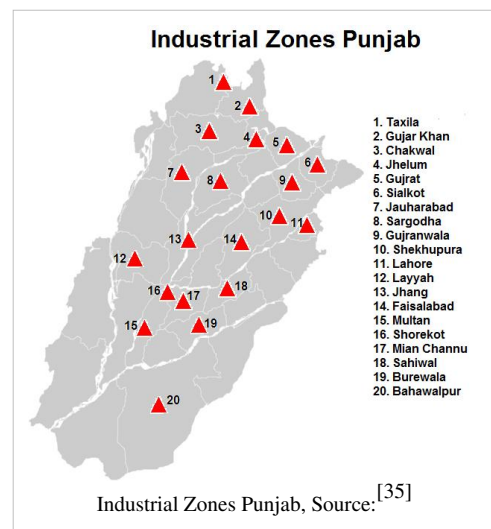 Industrial Zones Punjab
1
2
3
4
5
6
7
8
9
10
11
12
13
14
15
16
17
18
19
20
1. Taxila
2. Gujar Khan
3. Chakwal
4. Jhelum
5. Gujrat
6. Sialkot
7. Jauharabad
8. Sargodha
9. Gujranwala
10. Shekhupura
11. Lahore
12. Layyah
13. Jhang
14. Faisalabad
15. Multan
16. Shorekot
17. Mian Channu
18. Sahiwal
19. Burewala
20. Bahawalpur
Industrial Zones Punjab, Source:[35]